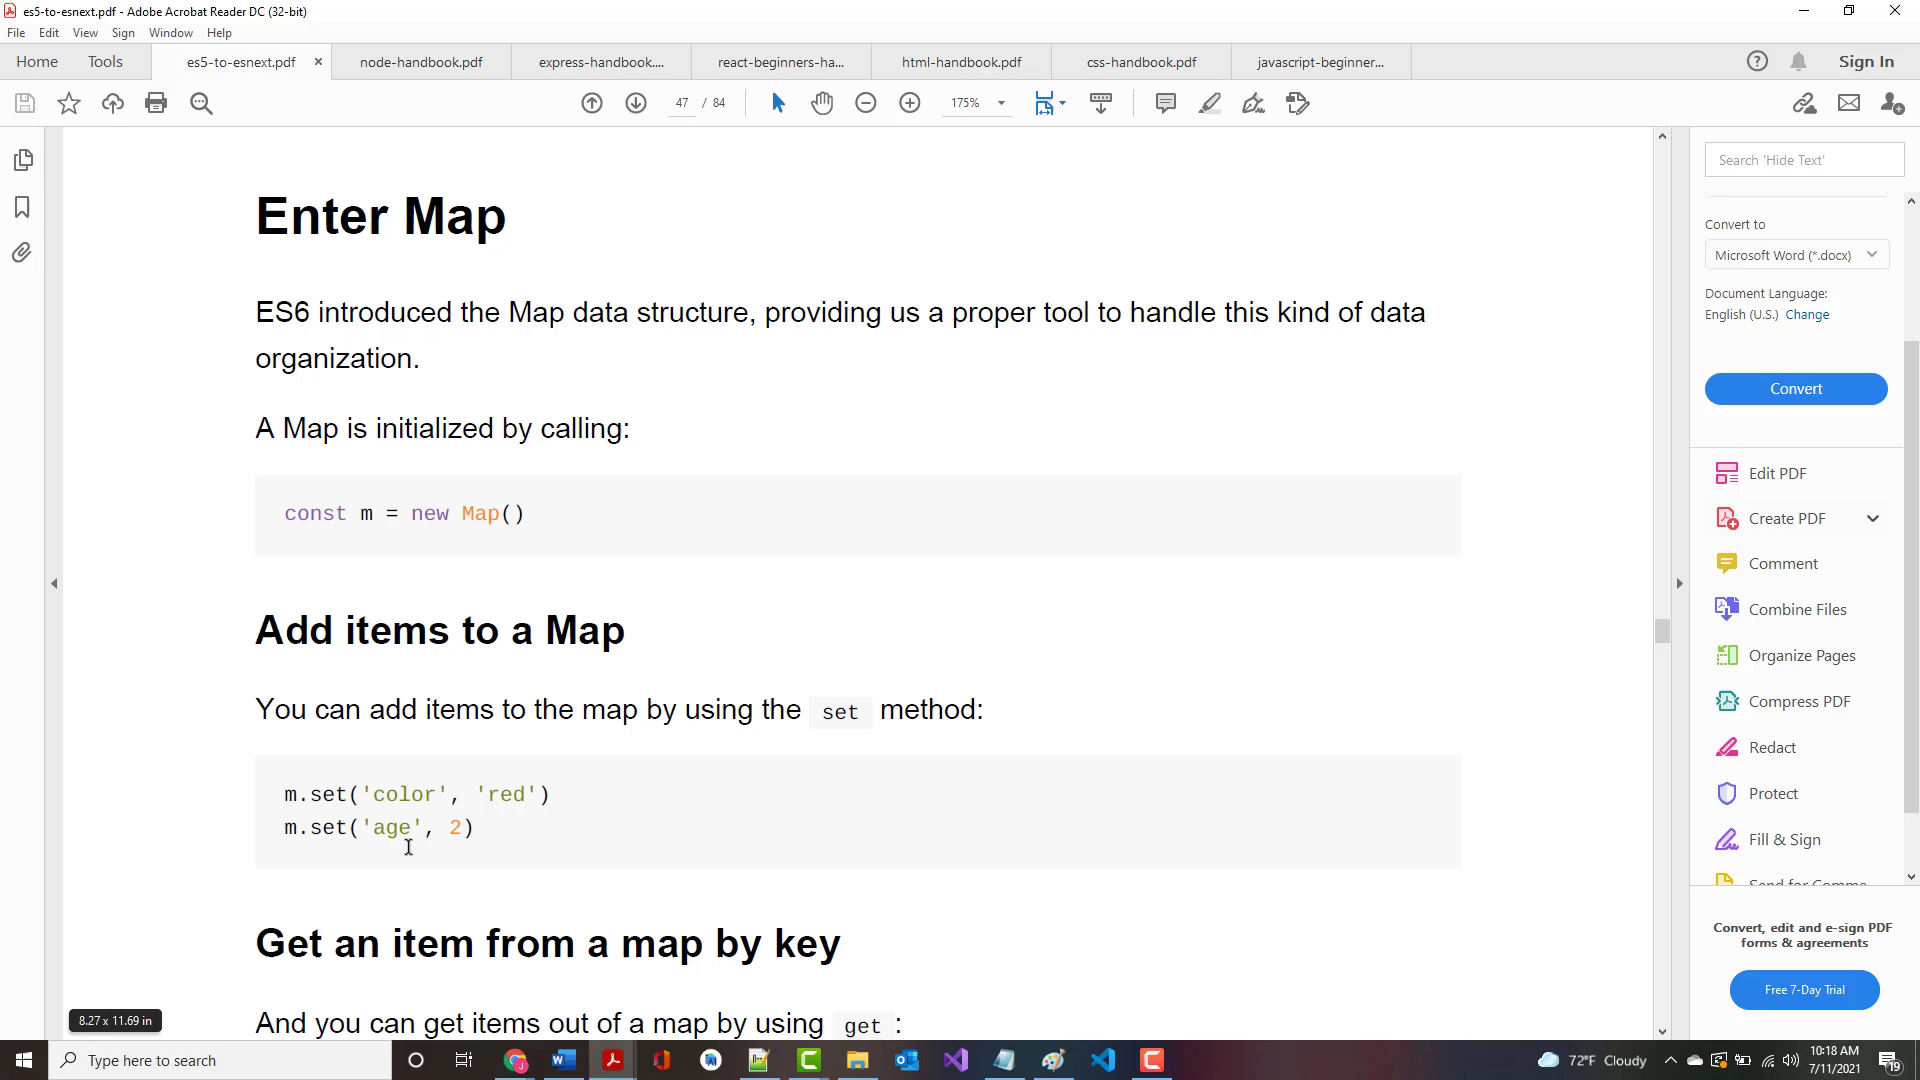 es5-to-esnext.pdf - Adobe Acrobat Reader DC (32-bit)
File Edit View Sign Window Help
Home Tools es5-to-esnext.pdf node-handbook.pdf express-handbook.... react-beginners-ha... html-handbook.pdf css-handbook.pdf javascript-beginner... Sign In
47 / 84 175%
Search 'Hide Text'
Enter Map
ES6 introduced the Map data structure, providing us a proper tool to handle this kind of data
organization.
A Map is initialized by calling:
const m = new Map()
Add items to a Map
You can add items to the map by using the set method:
m.set('color', 'red')
m.set('age', 2)
Get an item from a map by key
And you can get items out of a map by using get :
8.27 x 11.69 in
Convert to
Microsoft Word (*.docx)
Document Language:
English (U.S.) Change
Convert
Edit PDF
Create PDF
Comment
Combine Files
Organize Pages
Compress PDF
Redact
Protect
Fill & Sign
Send for Comme
Convert, edit and e-sign PDF
forms & agreements
Free 7-Day Trial
Type here to search
72°F Cloudy
10:18 AM
7/11/2021
19